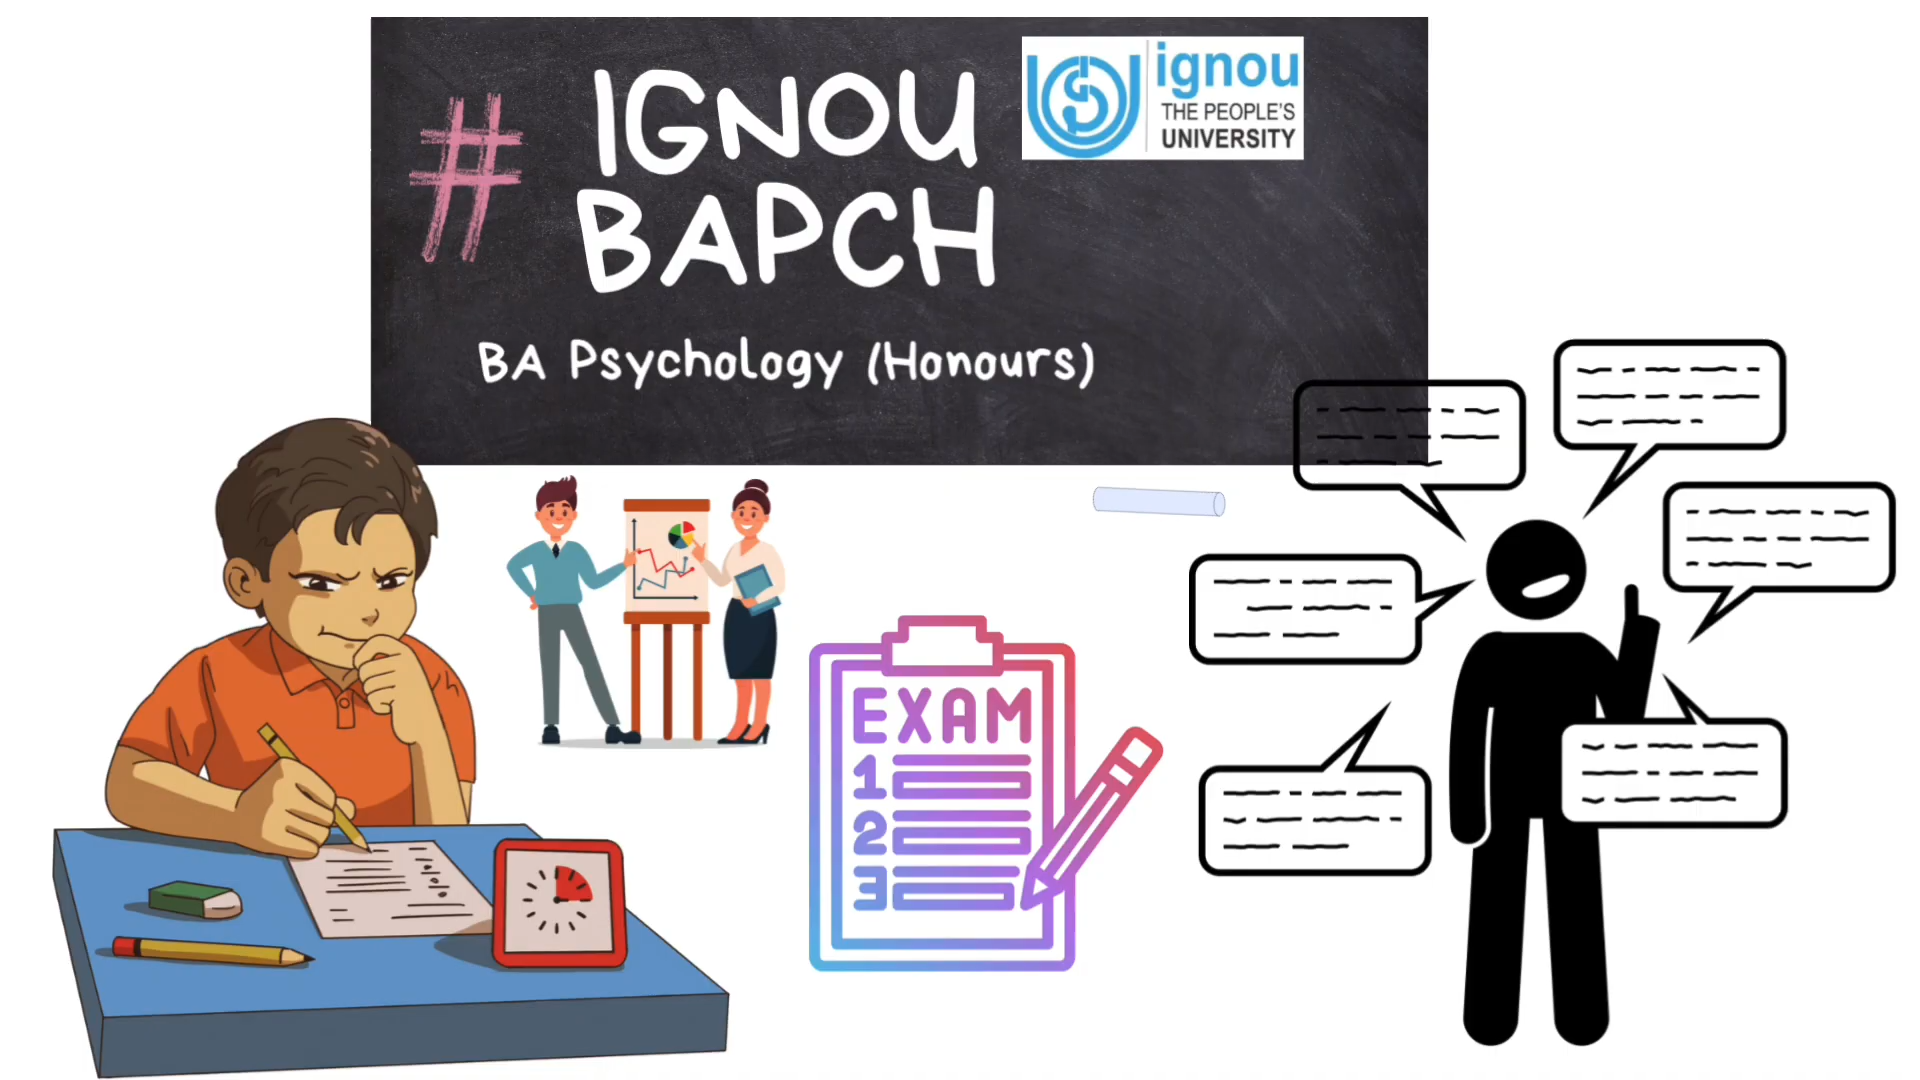 #
IGNOU
BAPCH
BA Psychology (Honours)
ignou
THE PEOPLE'S
UNIVERSITY
EXAM
1
2
3